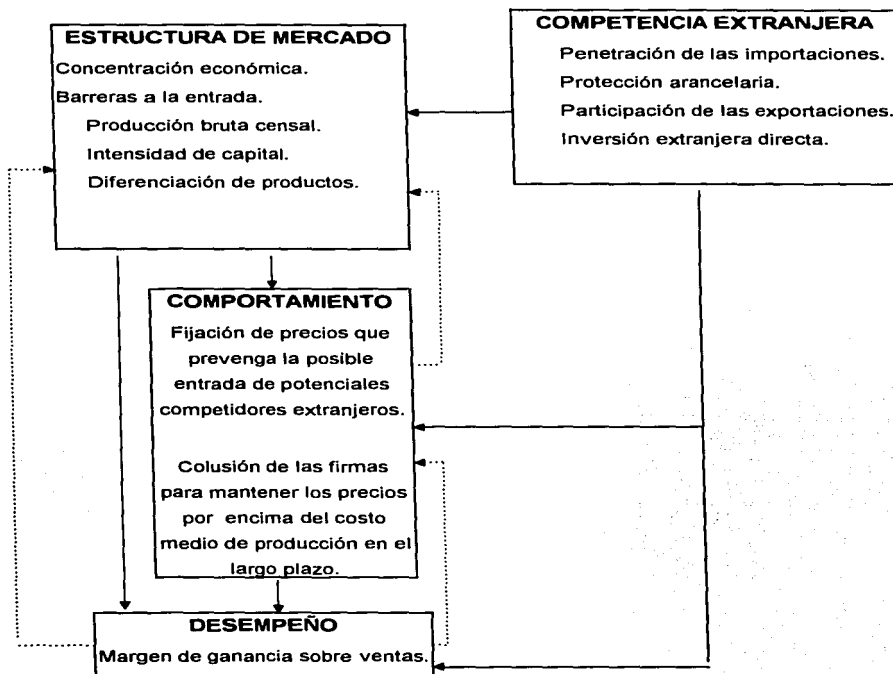 ESTRUCTURA DE MERCADO
Concentración económica.
Barreras a la entrada.
Producción bruta censal.
Intensidad de capital.
Diferenciación de productos.
COMPETENCIA EXTRANJERA
Penetración de las importaciones.
Protección arancelaria.
Participación de las exportaciones.
Inversión extranjera directa.
COMPORTAMIENTO
Fijación de precios que
prevenga la posible
entrada de potenciales
competidores extranjeros.
Colusión de las firmas
para mantener los precios
por encima del costo
medio de producción en el
largo plazo.
DESEMPEÑO
Margen de ganancia sobre ventas.